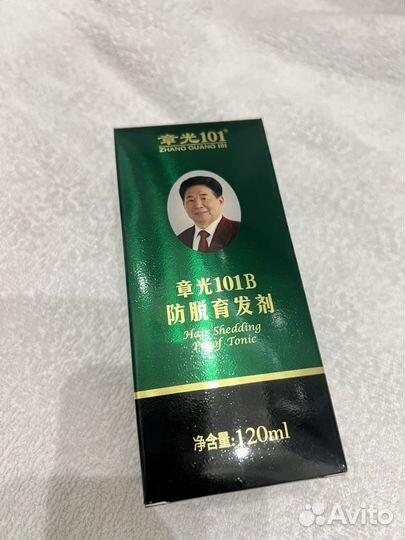 章光101®
ZHANG GUANG 101
章光101B
防脱育发剂
Hair Shedding
Proof Tonic
净含量:120ml
Avito